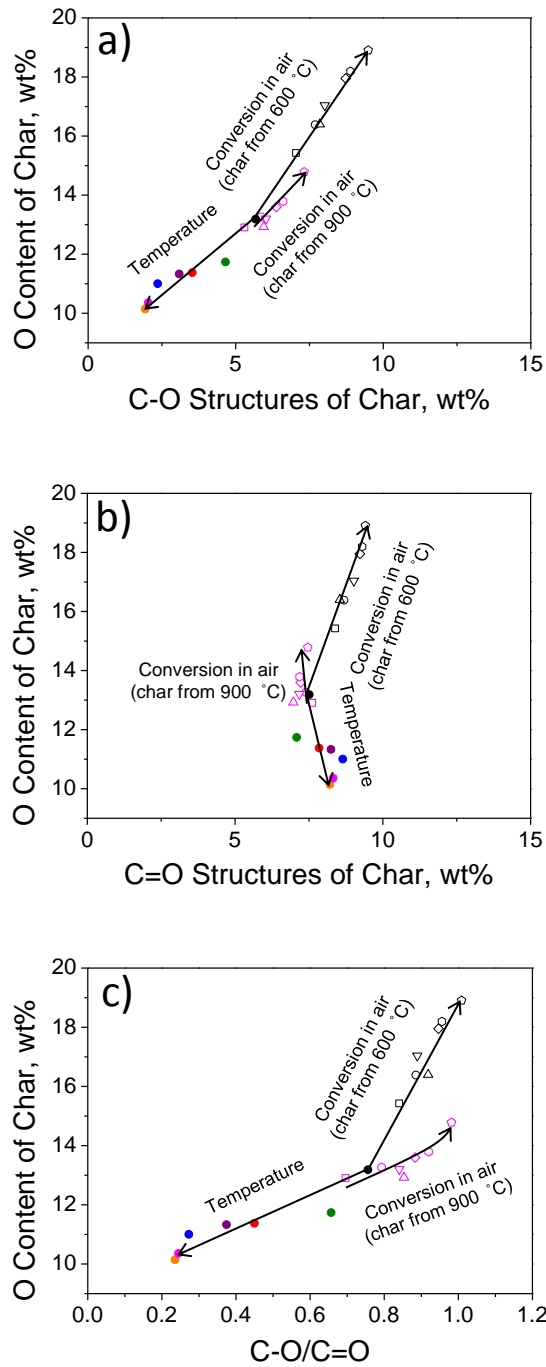 a)
20
18
16
14
12
10
O Content of Char, wt%
Conversion in air
(char from 600 °C)
Conversion in air
(char from 900 °C)
Temperature
0
5
10
15
C-O Structures of Char, wt%
b)
20
18
16
14
12
10
O Content of Char, wt%
Conversion in air
(char from 600 °C)
Conversion in air
(char from 900 °C)
Temperature
0
5
10
15
C=O Structures of Char, wt%
c)
20
18
16
14
12
10
O Content of Char, wt%
Conversion in air
(char from 600 °C)
Temperature
Conversion in air
(char from 900 °C)
0.0
0.2
0.4
0.6
0.8
1.0
1.2
C-O/C=O